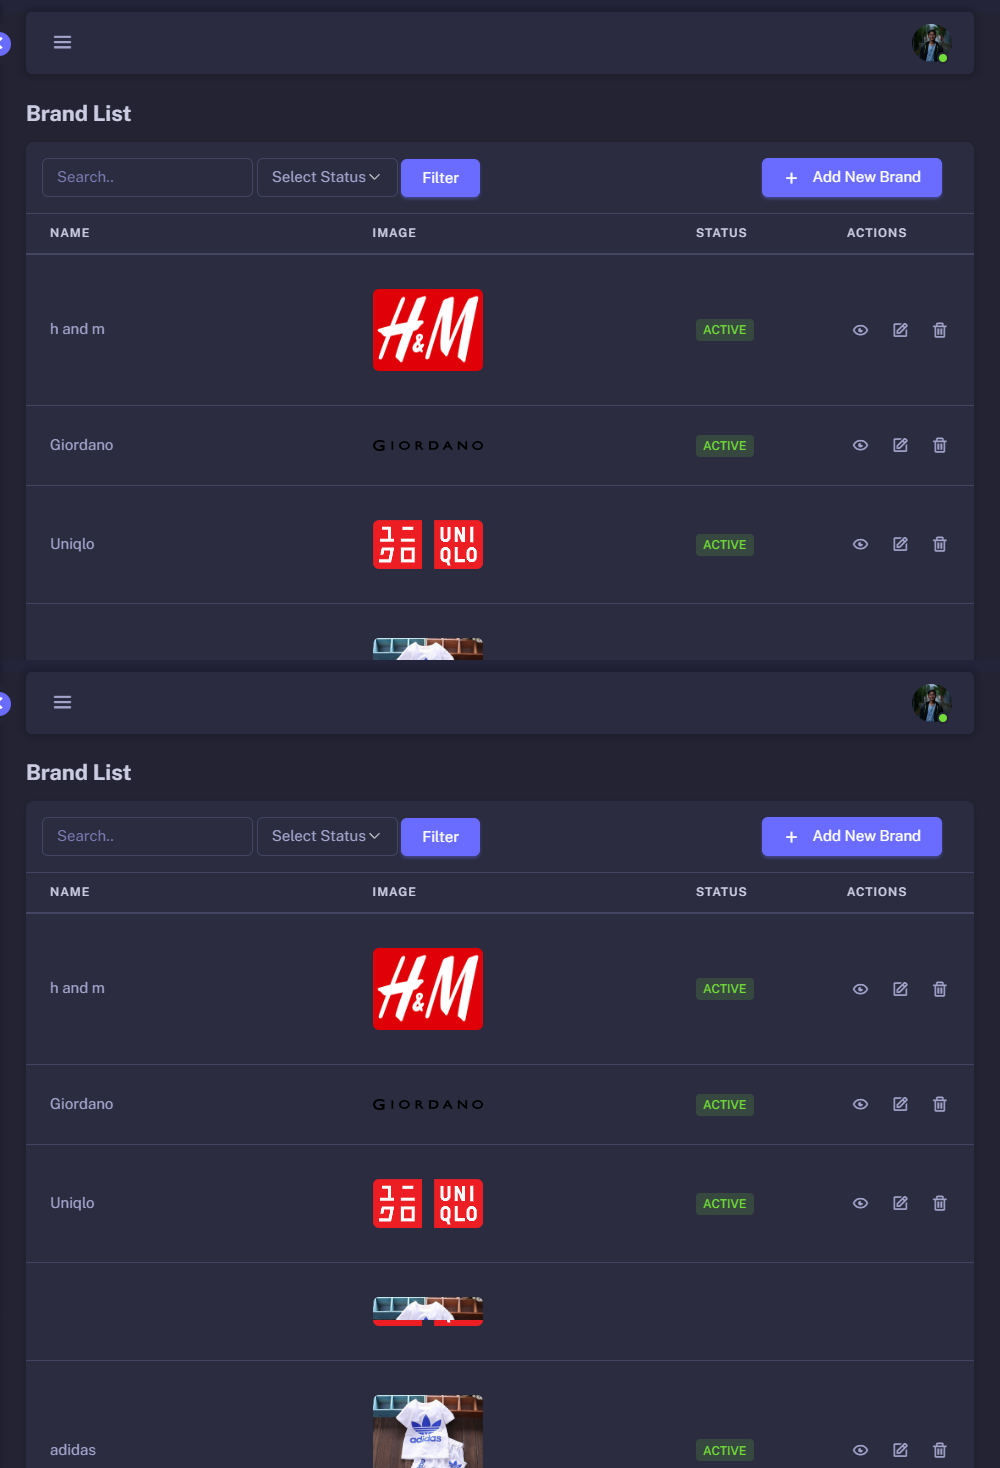 Brand List
Search..
Select Status
Filter
+ Add New Brand
NAME IMAGE STATUS ACTIONS
H&M
h and m ACTIVE
Giordano GIORDANO ACTIVE
ユニ UNI
クロ QLO
Uniqlo ACTIVE
Brand List
Search..
Select Status
Filter
+ Add New Brand
NAME IMAGE STATUS ACTIONS
H&M
h and m ACTIVE
Giordano GIORDANO ACTIVE
ユニ UNI
クロ QLO
Uniqlo ACTIVE
adidas
adidas ACTIVE